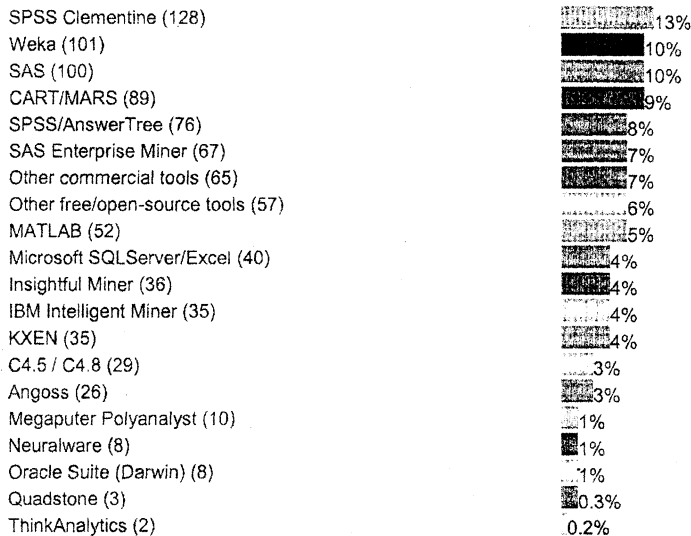 SPSS Clementine (128) 13%
Weka (101) 10%
SAS (100) 10%
CART/MARS (89) 9%
SPSS/AnswerTree (76) 8%
SAS Enterprise Miner (67) 7%
Other commercial tools (65) 7%
Other free/open-source tools (57) 6%
MATLAB (52) 5%
Microsoft SQLServer/Excel (40) 4%
Insightful Miner (36) 4%
IBM Intelligent Miner (35) 4%
KXEN (35) 4%
C4.5 / C4.8 (29) 3%
Angoss (26) 3%
Megaputer Polyanalyst (10) 1%
Neuralware (8) 1%
Oracle Suite (Darwin) (8) 1%
Quadstone (3) 0.3%
ThinkAnalytics (2) 0.2%